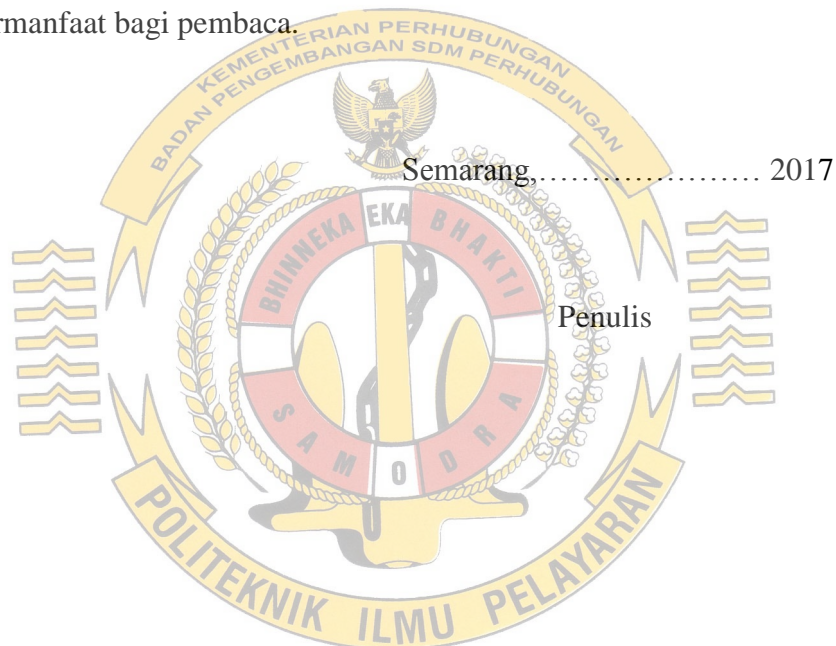 rmanfaat bagi pembaca.
KEMENTERIAN PERHUBUNGAN
BADAN PENGEMBANGAN SDM PERHUBUNGAN
Semarang,………………… 2017
BHINNEKA EKA BHAKTI
Penulis
SAMODRA
POLITEKNIK ILMU PELAYARAN